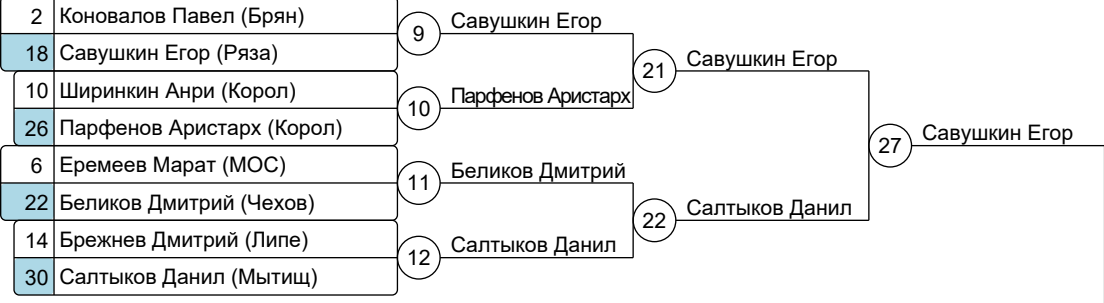 2 Коновалов Павел (Брян)
18 Савушкин Егор (Ряза)
10 Ширинкин Анри (Корол)
26 Парфенов Аристарх (Корол)
6 Еремеев Марат (МОС)
22 Беликов Дмитрий (Чехов)
14 Брежнев Дмитрий (Липе)
30 Салтыков Данил (Мытищ)
9 Савушкин Егор
10 Парфенов Аристарх
11 Беликов Дмитрий
12 Салтыков Данил
21 Савушкин Егор
22 Салтыков Данил
27 Савушкин Егор